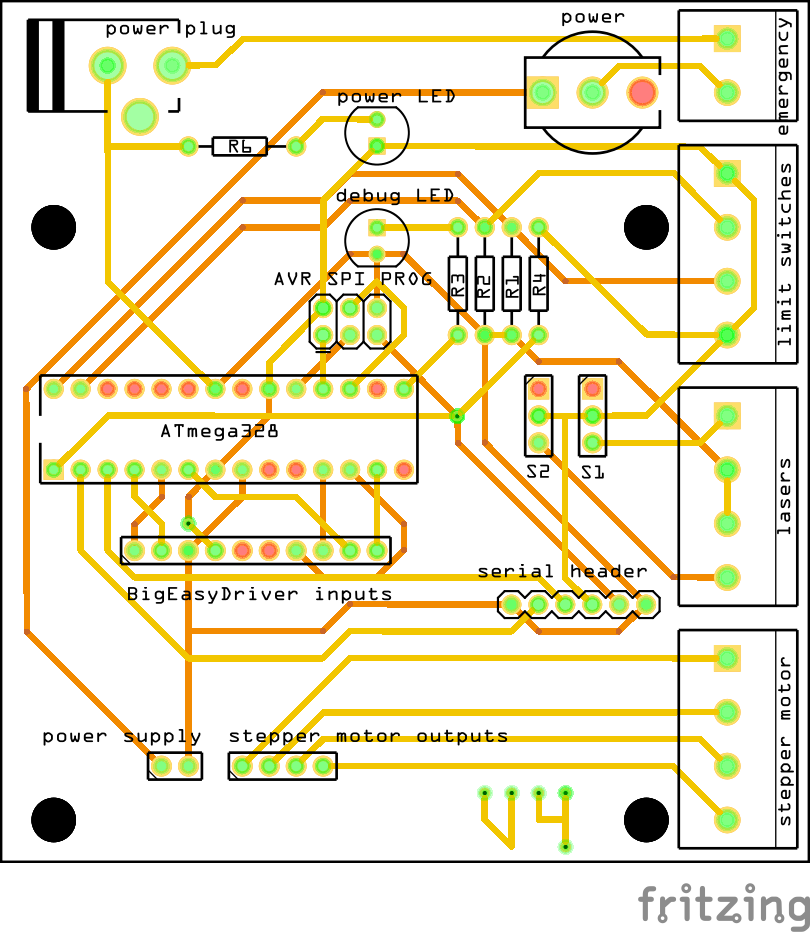 power plug
power
emergency
power LED
R6
limit switches
debug LED
R3
R2
R1
R4
AVR SPI PROG
ATmega328
S2
S1
lasers
serial header
BigEasyDriver inputs
power supply
stepper motor outputs
stepper motor
V4
fritzing